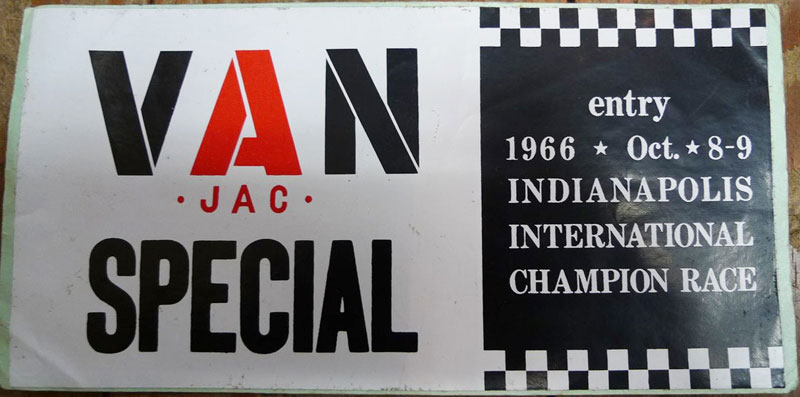 VAN
・JAC・
SPECIAL
entry
1966 ★ Oct. ★ 8-9
INDIANAPOLIS
INTERNATIONAL
CHAMPION RACE